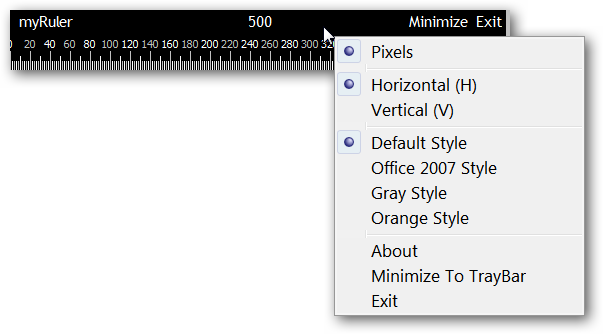 myRuler 500 Minimize Exit
20 40 60 80 100 120 140 160 180 200 220 240 260 280 300
Pixels
Horizontal (H)
Vertical (V)
Default Style
Office 2007 Style
Gray Style
Orange Style
About
Minimize To TrayBar
Exit